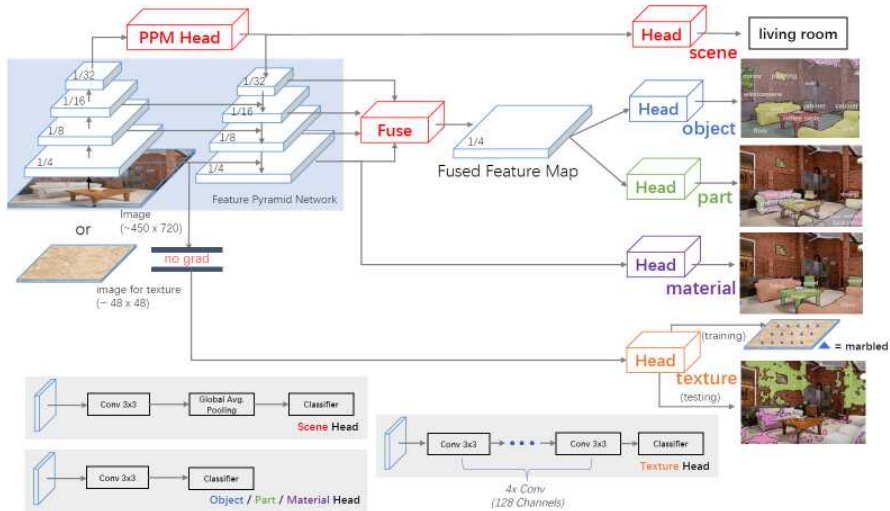 PPM Head
Head
scene
living room
1/32
1/16
1/8
1/4
1/32
1/16
1/8
1/4
Feature Pyramid Network
Fuse
1/4
Fused Feature Map
Head
object
Head
part
Image
(~450 x 720)
or
no grad
image for texture
(~ 48 x 48)
Head
material
Head
texture
(training)
(testing)
= marbled
Conv 3x3
Global Avg.
Pooling
Classifier
Scene Head
Conv 3x3
Classifier
Object / Part / Material Head
Conv 3x3
Conv 3x3
Classifier
Texture Head
4x Conv
(128 Channels)